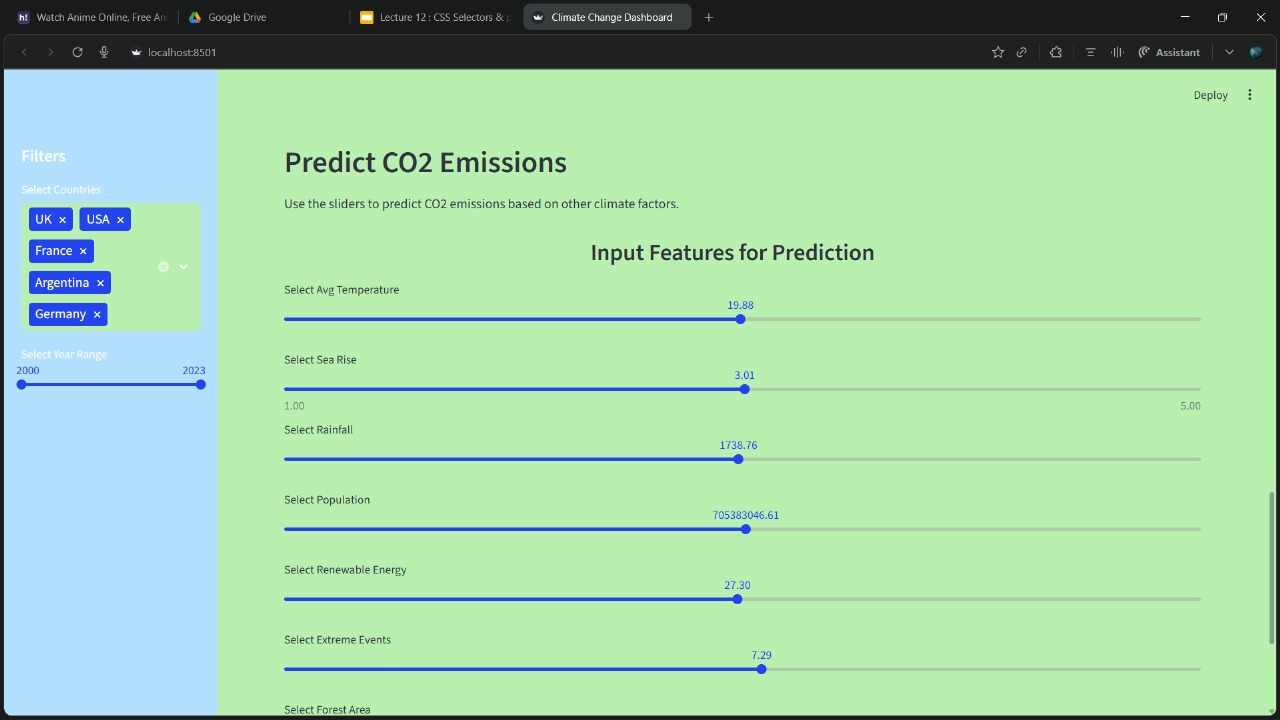 Watch Anime Online, Free An
Google Drive
Lecture 12 : CSS Selectors & p
Climate Change Dashboard
localhost:8501
Assistant
Deploy
Filters
Select Countries
UK
USA
France
Argentina
Germany
Select Year Range
2000 2023
Predict CO2 Emissions
Use the sliders to predict CO2 emissions based on other climate factors.
Input Features for Prediction
Select Avg Temperature
19.88
Select Sea Rise
3.01
1.00 5.00
Select Rainfall
1738.76
Select Population
705383046.61
Select Renewable Energy
27.30
Select Extreme Events
7.29
Select Forest Area